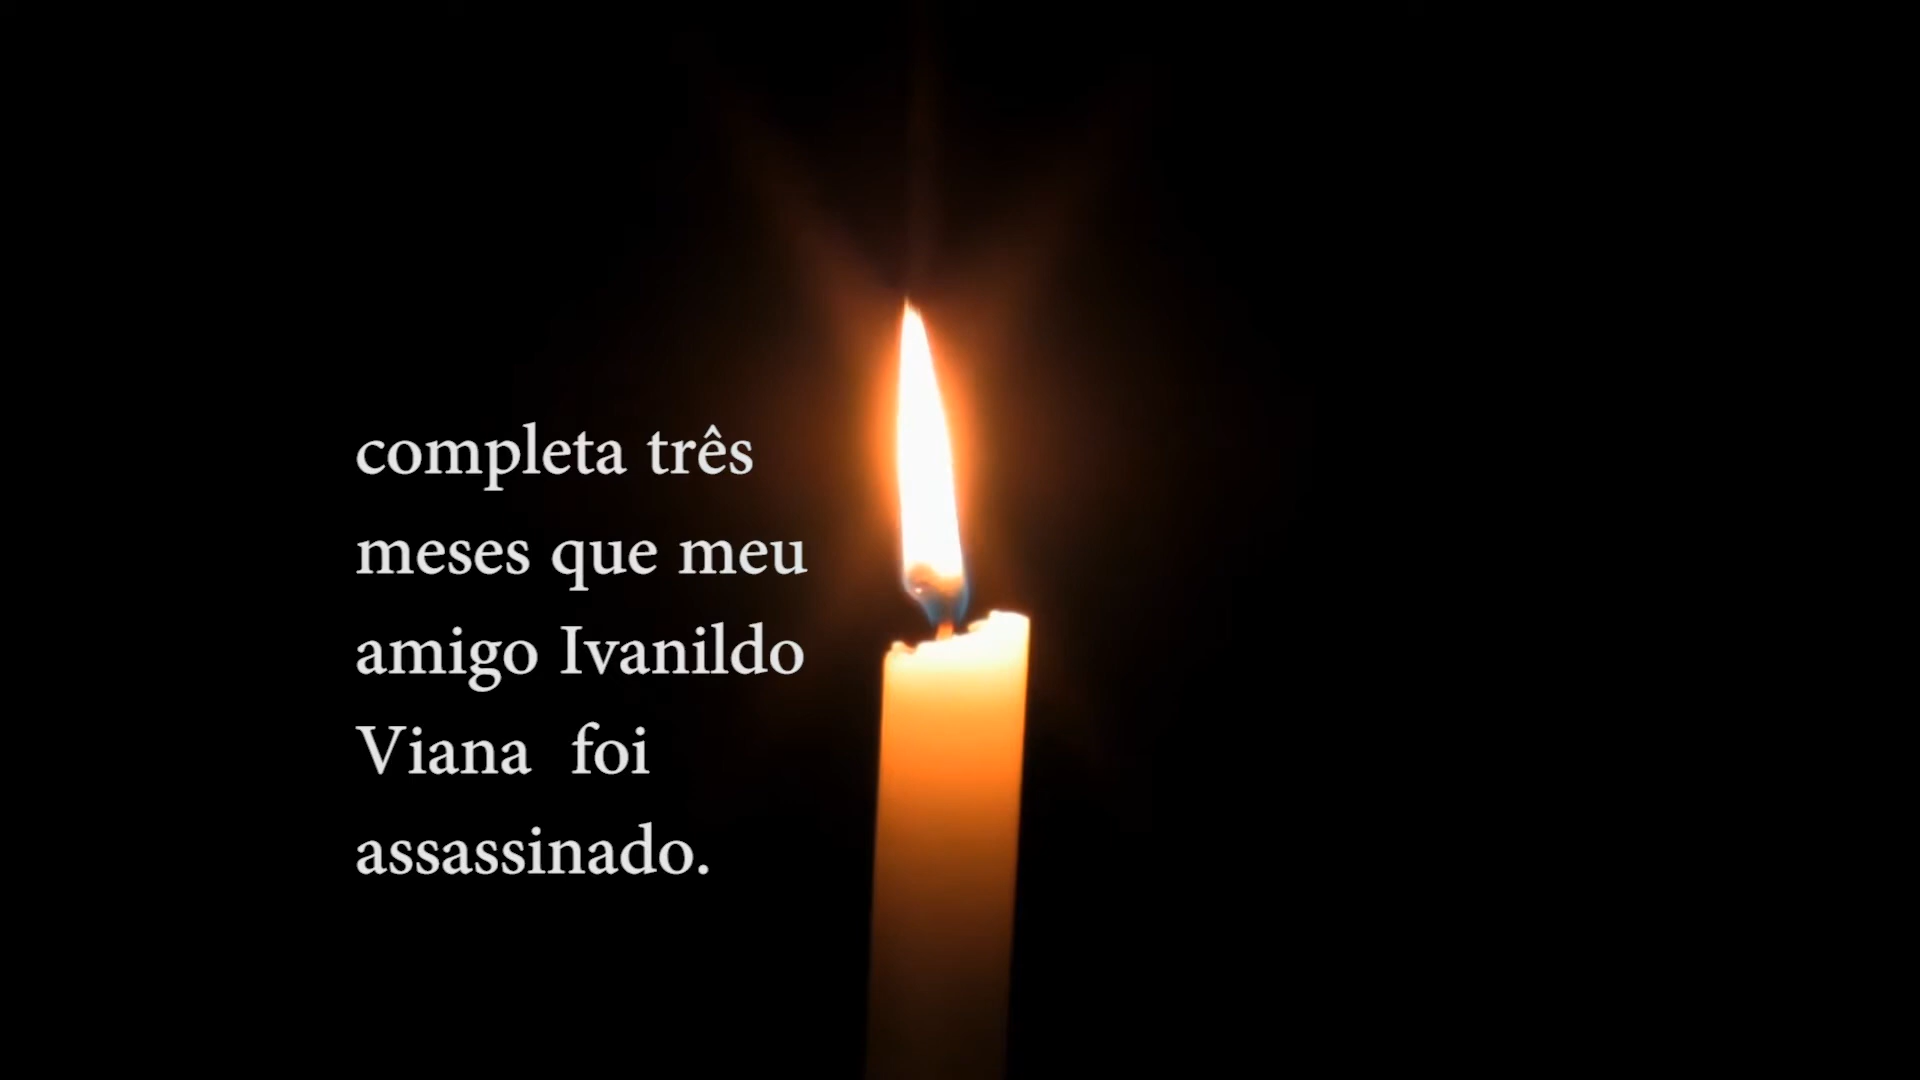 completa três
meses que meu
amigo Ivanildo
Viana  foi
assassinado.